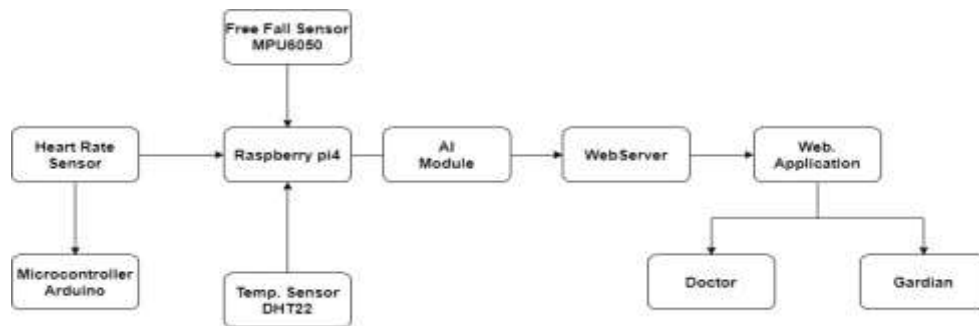 Free Fall Sensor
MPU6050
Heart Rate
Sensor
Raspberry pi4
AI
Module
WebServer
Web.
Application
Microcontroller
Arduino
Temp. Sensor
DHT22
Doctor
Gardian